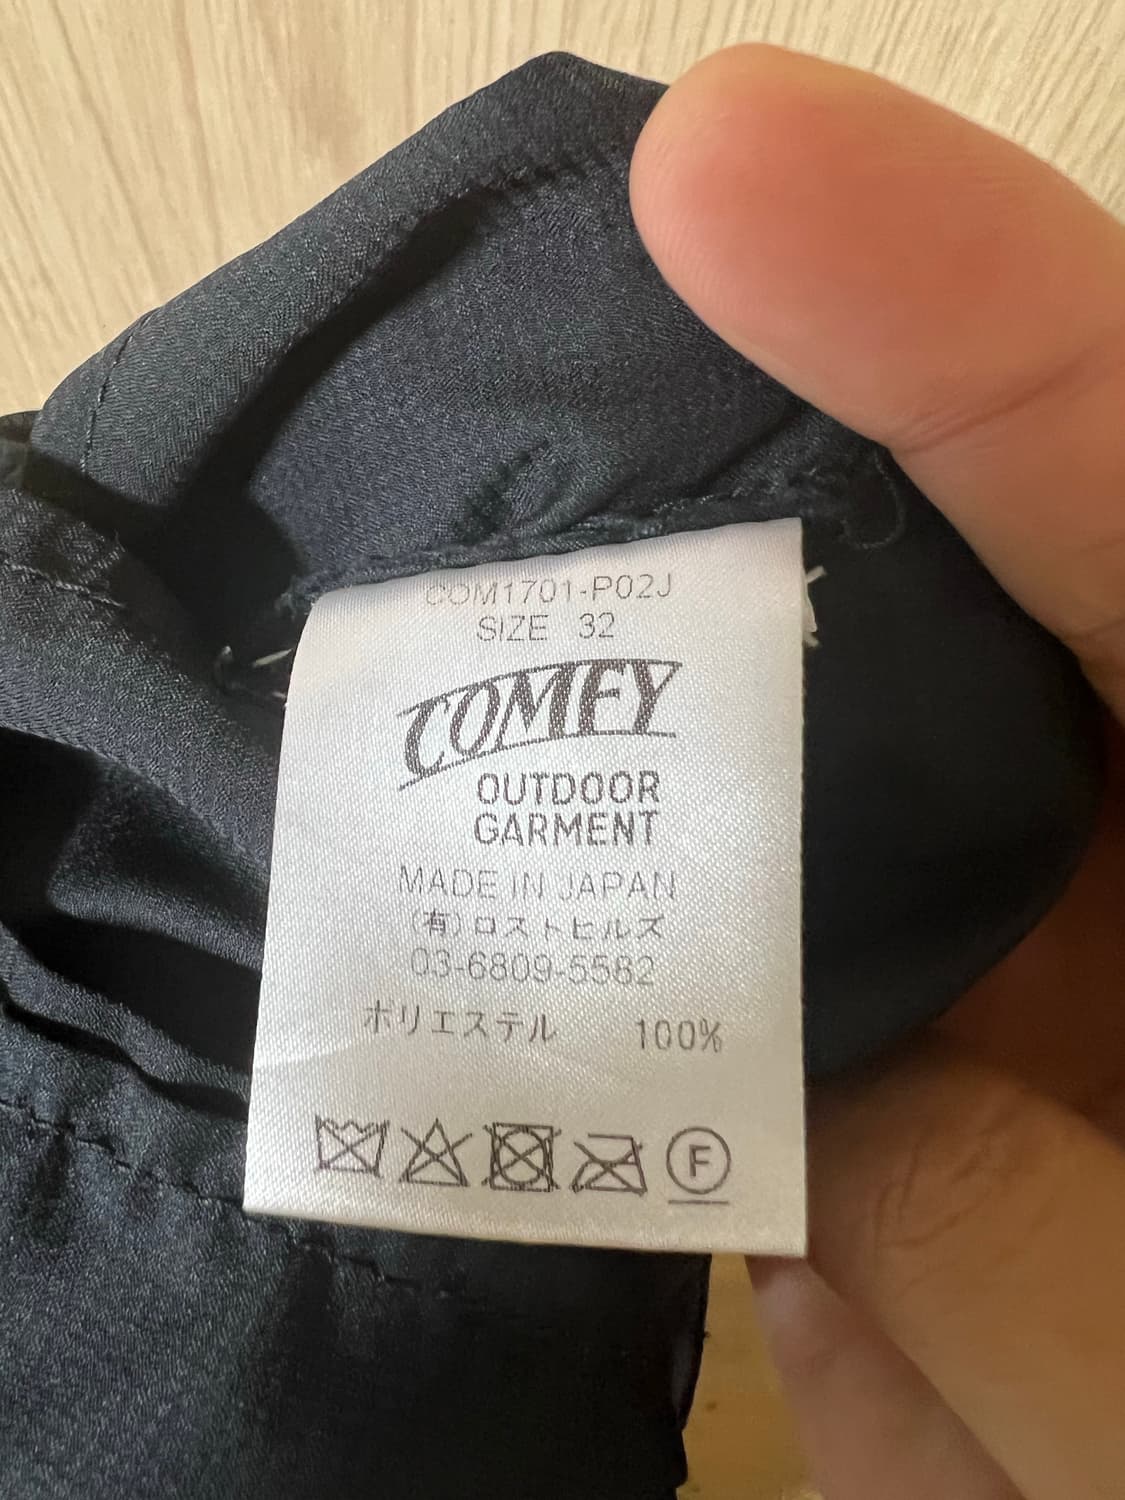 COM1701-P02J
SIZE 32
COMFY
OUTDOOR
GARMENT
MADE IN JAPAN
(有)ロストヒルズ
03-6809-5582
ポリエステル 100%
F